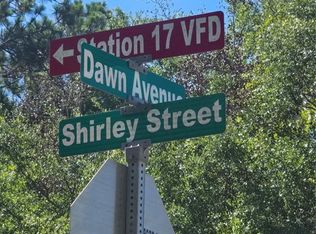 Station 17 VFD
Dawn Avenue
Shirley Street